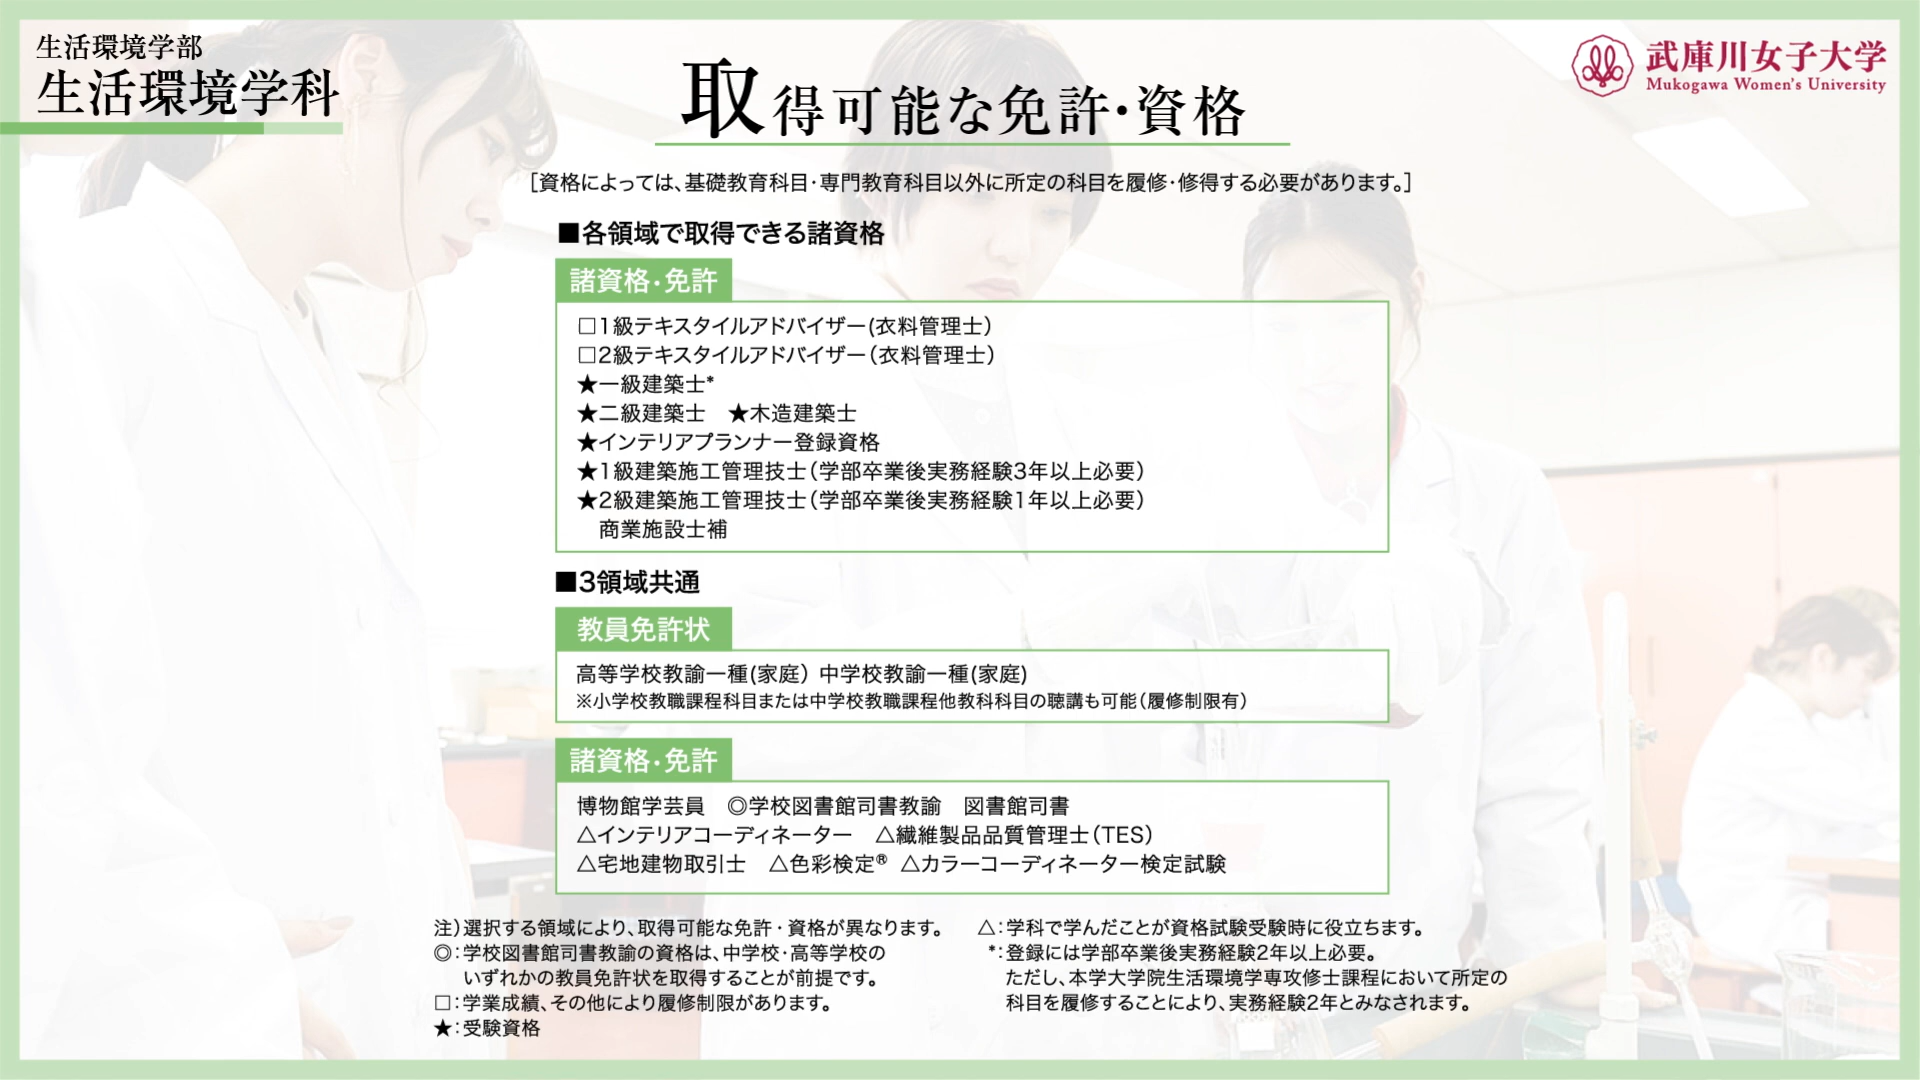 生活環境学部
生活環境学科
取得可能な免許・資格
武庫川女子大学
Mukogawa Women's University
［資格によっては、基礎教育科目・専門教育科目以外に所定の科目を履修・修得する必要があります。］
■各領域で取得できる諸資格
諸資格・免許
□1級テキスタイルアドバイザー(衣料管理士)
□2級テキスタイルアドバイザー（衣料管理士）
★一級建築士*
★二級建築士　★木造建築士
★インテリアプランナー登録資格
★1級建築施工管理技士（学部卒業後実務経験3年以上必要）
★2級建築施工管理技士（学部卒業後実務経験1年以上必要）
商業施設士補
■3領域共通
教員免許状
高等学校教諭一種(家庭) 中学校教諭一種(家庭)
※小学校教職課程科目または中学校教職課程他教科科目の聴講も可能（履修制限有）
諸資格・免許
博物館学芸員　◎学校図書館司書教諭　図書館司書
△インテリアコーディネーター　△繊維製品品質管理士（TES）
△宅地建物取引士　△色彩検定® △カラーコーディネーター検定試験
注）選択する領域により、取得可能な免許・資格が異なります。
◎：学校図書館司書教諭の資格は、中学校・高等学校の
いずれかの教員免許状を取得することが前提です。
□：学業成績、その他により履修制限があります。
★：受験資格
△：学科で学んだことが資格試験受験時に役立ちます。
*：登録には学部卒業後実務経験2年以上必要。
ただし、本学大学院生活環境学専攻修士課程において所定の
科目を履修することにより、実務経験2年とみなされます。